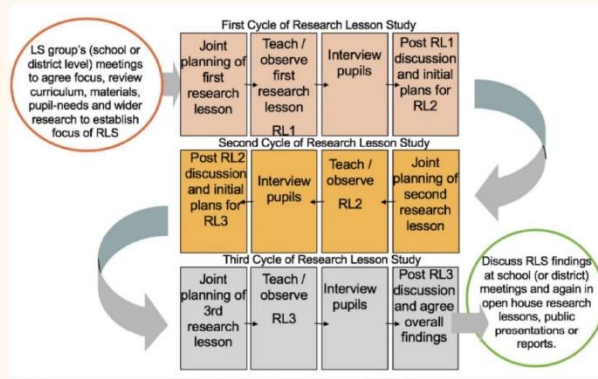 First Cycle of Research Lesson Study
LS group's (school or
district level) meetings
to agree focus, review
curriculum, materials,
pupil-needs and wider
research to establish
focus of RLS
Joint
planning of
first
research
lesson
Teach /
observe
first
research
lesson
RL1
Interview
pupils
Post RL1
discussion
and initial
plans for
RL2
Second Cycle of Research Lesson Study
Post RL2
discussion
and initial
plans for
RL3
Interview
pupils
Teach /
observe
RL2
Joint
planning of
second
research
lesson
Third Cycle of Research Lesson Study
Joint
planning of
3rd
research
lesson
Teach /
observe
RL3
Interview
pupils
Post RL3
discussion
and agree
overall
findings
Discuss RLS findings
at school (or district)
meetings and again in
open house research
lessons, public
presentations or
reports.